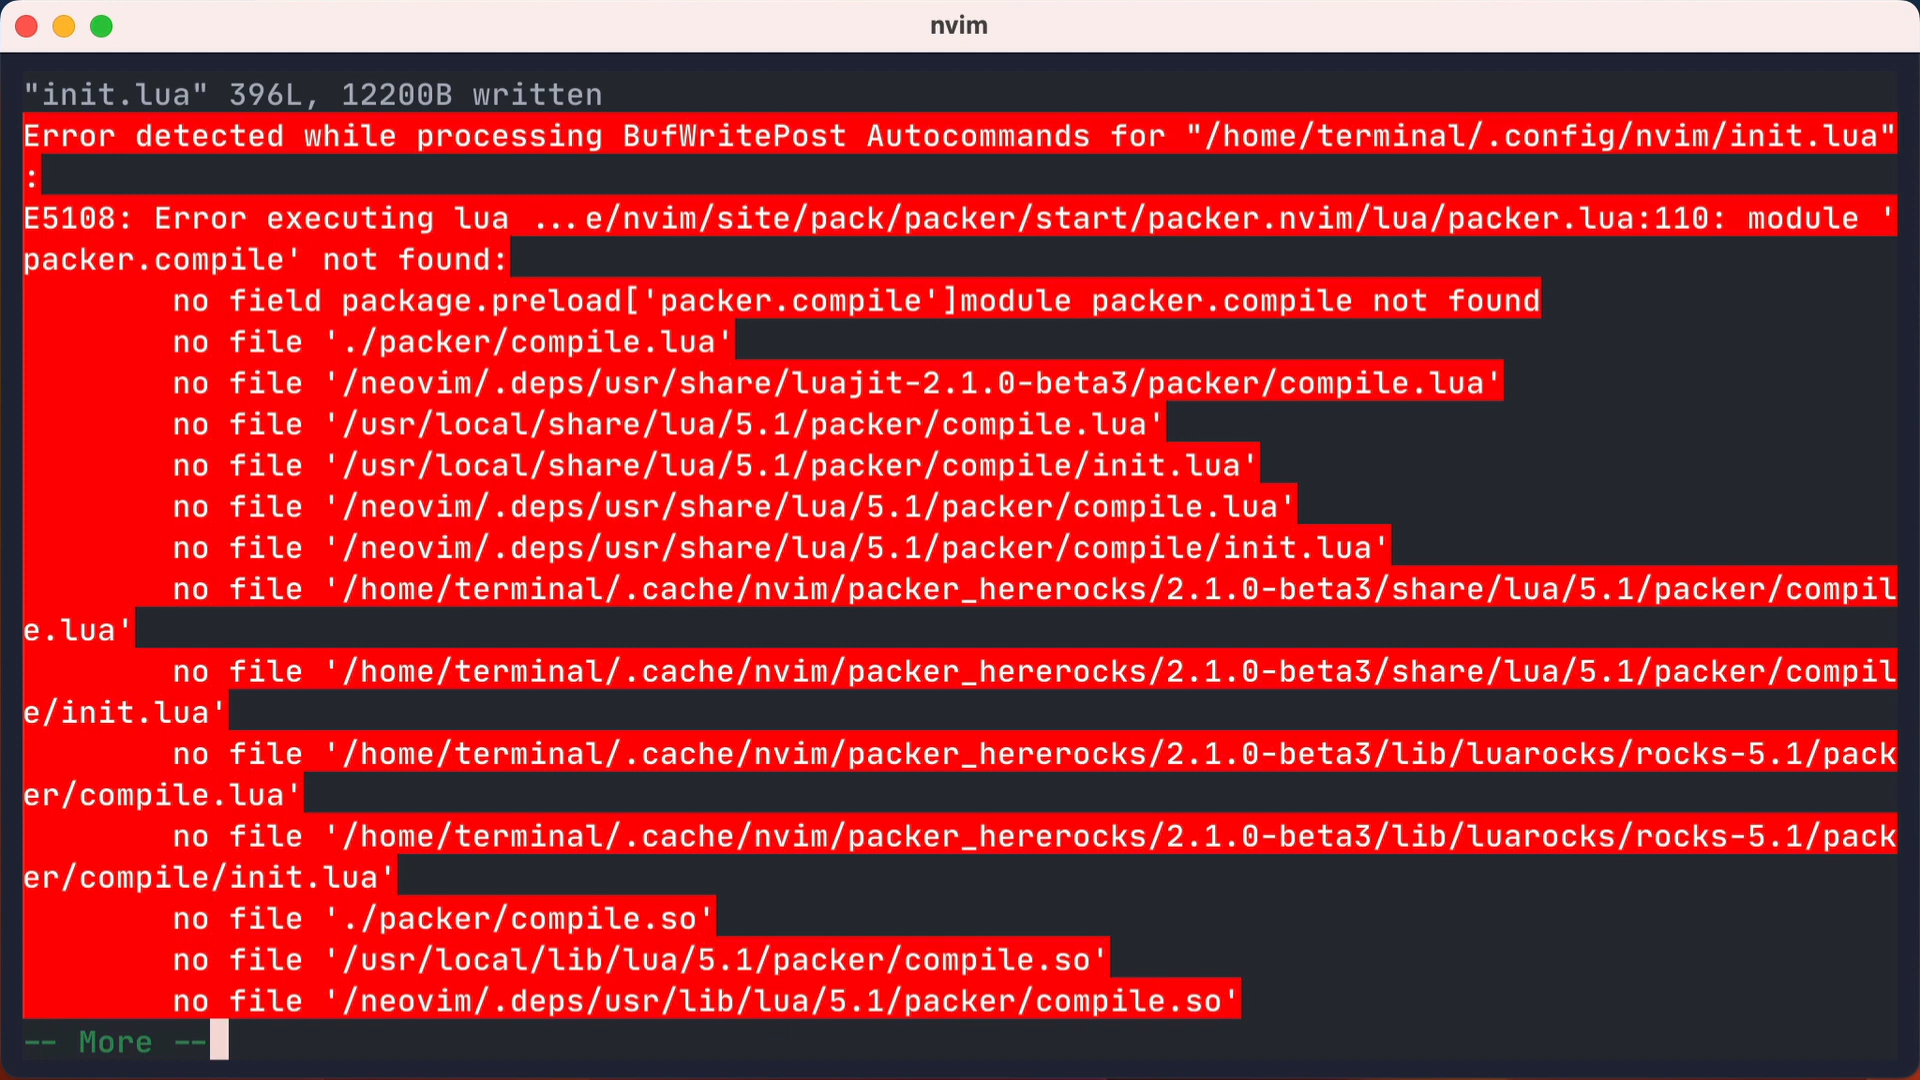 nvim
"init.lua" 396L, 12200B written
Error detected while processing BufWritePost Autocommands for "/home/terminal/.config/nvim/init.lua"
:
E5108: Error executing lua ...e/nvim/site/pack/packer/start/packer.nvim/lua/packer.lua:110: module '
packer.compile' not found:
no field package.preload['packer.compile']module packer.compile not found
no file './packer/compile.lua'
no file '/neovim/.deps/usr/share/luajit-2.1.0-beta3/packer/compile.lua'
no file '/usr/local/share/lua/5.1/packer/compile.lua'
no file '/usr/local/share/lua/5.1/packer/compile/init.lua'
no file '/neovim/.deps/usr/share/lua/5.1/packer/compile.lua'
no file '/neovim/.deps/usr/share/lua/5.1/packer/compile/init.lua'
no file '/home/terminal/.cache/nvim/packer_hererocks/2.1.0-beta3/share/lua/5.1/packer/compil
e.lua'
no file '/home/terminal/.cache/nvim/packer_hererocks/2.1.0-beta3/share/lua/5.1/packer/compil
e/init.lua'
no file '/home/terminal/.cache/nvim/packer_hererocks/2.1.0-beta3/lib/luarocks/rocks-5.1/pack
er/compile.lua'
no file '/home/terminal/.cache/nvim/packer_hererocks/2.1.0-beta3/lib/luarocks/rocks-5.1/pack
er/compile/init.lua'
no file './packer/compile.so'
no file '/usr/local/lib/lua/5.1/packer/compile.so'
no file '/neovim/.deps/usr/lib/lua/5.1/packer/compile.so'
-- More --